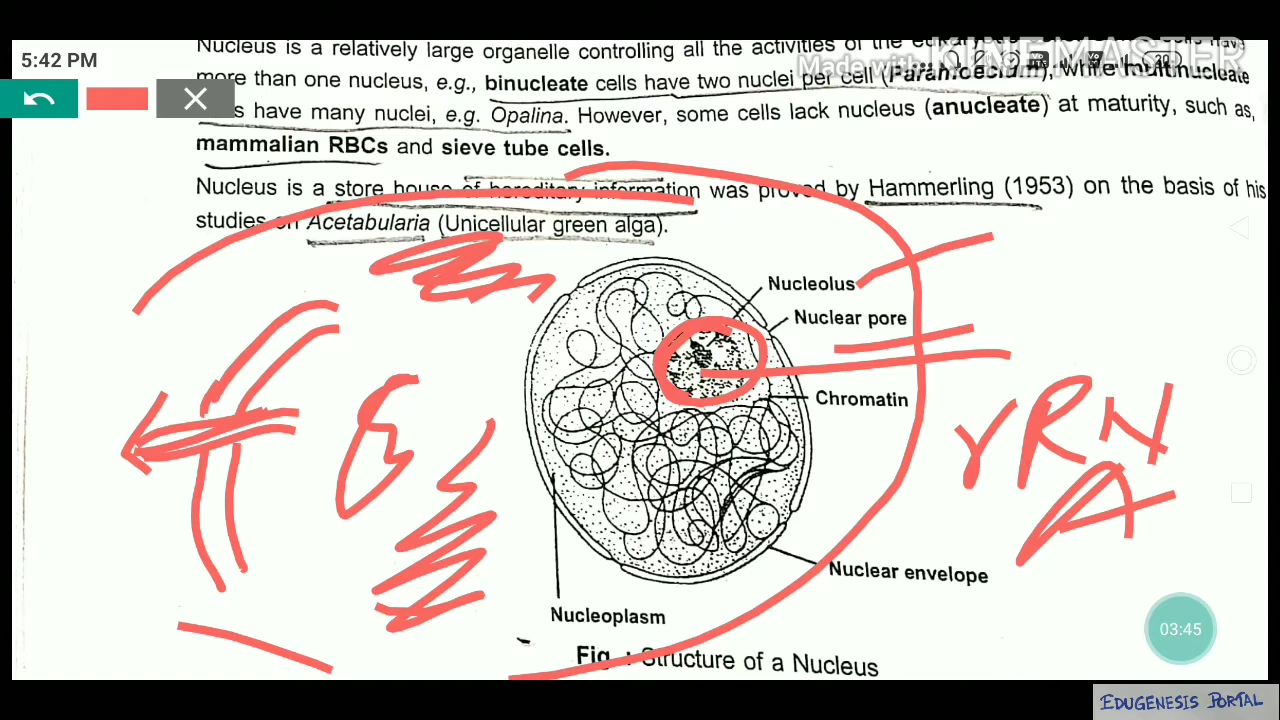 Nucleus is a relatively large organelle controlling all the activities of the
5:42 PM
Made with KINEMASTER
more than one nucleus, e.g., binucleate cells have two nuclei per cell (Paramoecium), while multinucleate
have many nuclei, e.g. Opalina. However, some cells lack nucleus (anucleate) at maturity, such as,
mammalian RBCs and sieve tube cells.
Nucleus is a store house of hereditary information was proved by Hammerling (1953) on the basis of his
studies on Acetabularia (Unicellular green alga).
Nucleolus
Nuclear pore
Chromatin
rRNA
Nuclear envelope
Nucleoplasm
03:45
Fig. : Structure of a Nucleus
EDUGENESIS PORTAL